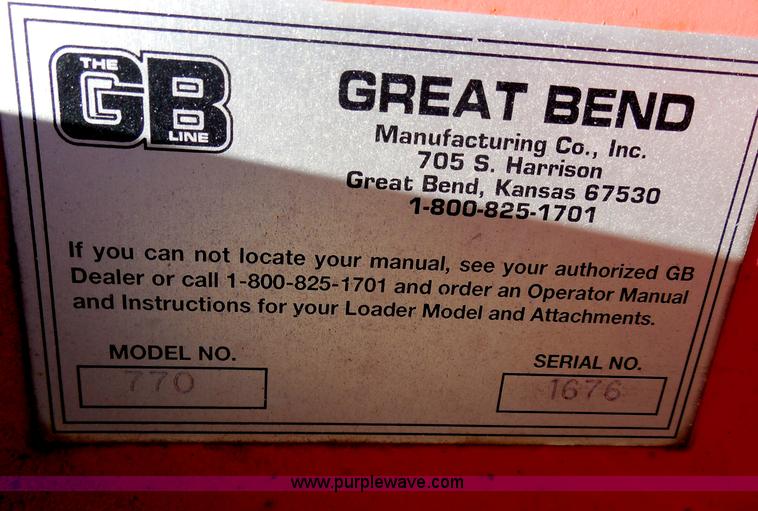 THE
GB
LINE
GREAT BEND
Manufacturing Co., Inc.
705 S. Harrison
Great Bend, Kansas 67530
1-800-825-1701
If you can not locate your manual, see your authorized GB
Dealer or call 1-800-825-1701 and order an Operator Manual
and Instructions for your Loader Model and Attachments.
MODEL NO.
770
SERIAL NO.
1676
www.purplewave.com